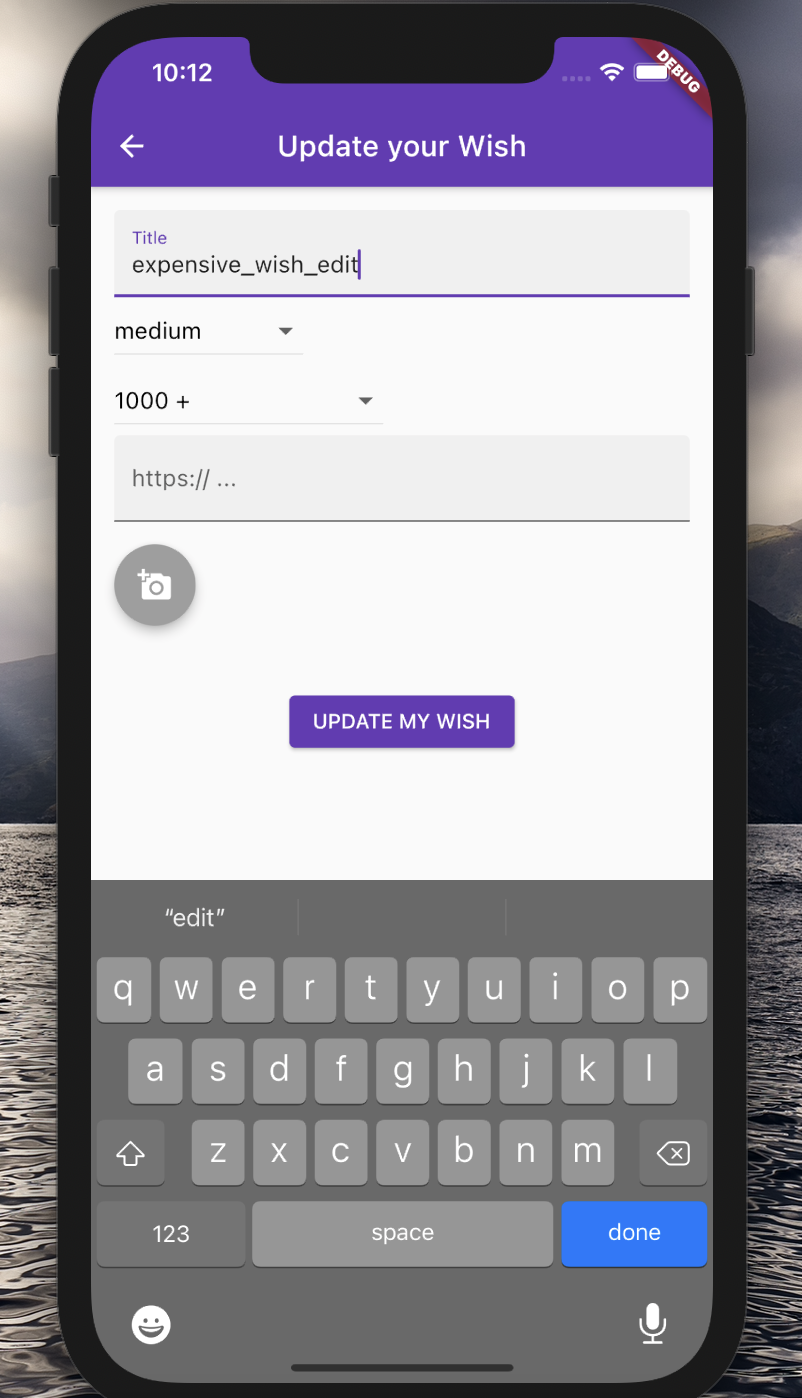 10:12
DEBUG
Update your Wish
Title
expensive_wish_edit
medium
1000 +
https:// ...
UPDATE MY WISH
“edit”
q w e r t y u i o p
a s d f g h j k l
z x c v b n m
123 space done